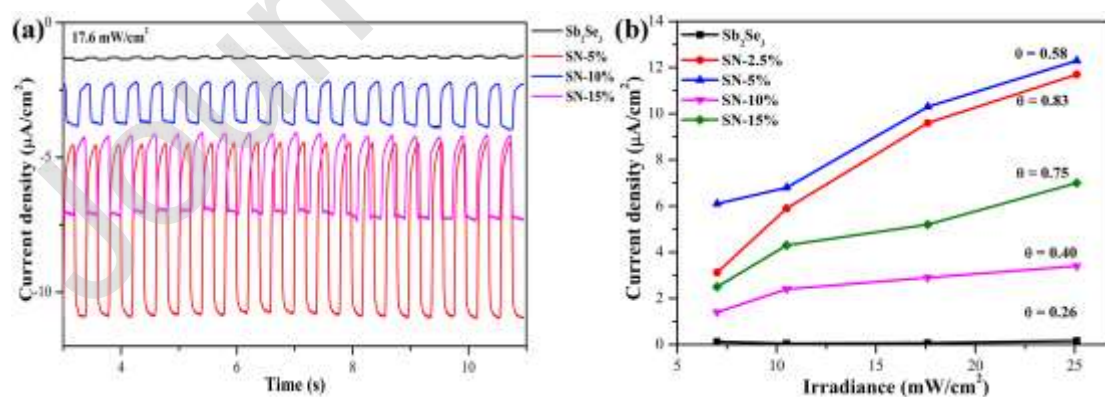 (a)
17.6 mW/cm²
Sb₂Se₃
SN-5%
SN-10%
SN-15%
0
-5
-10
Current density (μA/cm²)
4
6
8
10
Time (s)
Journ
(b)
Sb₂Se₃
SN-2.5%
SN-5%
SN-10%
SN-15%
θ = 0.58
θ = 0.83
θ = 0.75
θ = 0.40
θ = 0.26
14
12
10
8
6
4
2
0
Current density (μA/cm²)
5
10
15
20
25
Irradiance (mW/cm²)